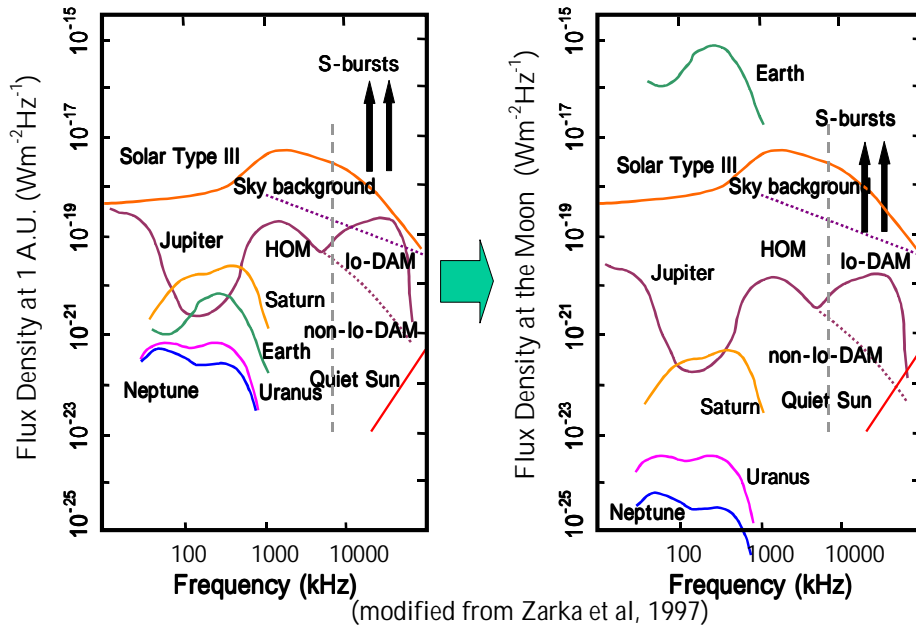 Flux Density at 1 A.U. (Wm⁻²Hz⁻¹)
10⁻¹⁵
10⁻¹⁷
10⁻¹⁹
10⁻²¹
10⁻²³
10⁻²⁵
S-bursts
Solar Type III
Sky background
Jupiter
HOM
Io-DAM
Saturn
non-Io-DAM
Earth
Neptune
Uranus
Quiet Sun
100 1000 10000
Frequency (kHz)
Flux Density at the Moon (Wm⁻²Hz⁻¹)
10⁻¹⁵
10⁻¹⁷
10⁻¹⁹
10⁻²¹
10⁻²³
10⁻²⁵
Earth
S-bursts
Solar Type III
Sky background
HOM
Jupiter
Io-DAM
non-Io-DAM
Saturn
Quiet Sun
Uranus
Neptune
100 1000 10000
Frequency (kHz)
(modified from Zarka et al, 1997)